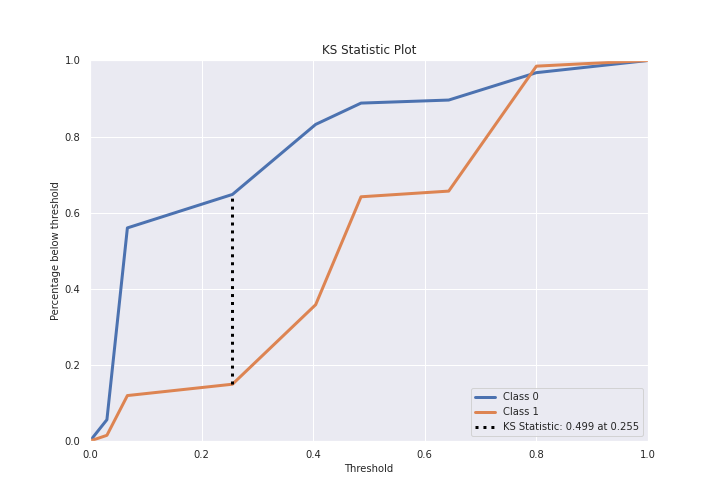 KS Statistic Plot
1.0
0.8
0.6
0.4
0.2
0.0
Percentage below threshold
0.0 0.2 0.4 0.6 0.8 1.0
Threshold
Class 0
Class 1
KS Statistic: 0.499 at 0.255